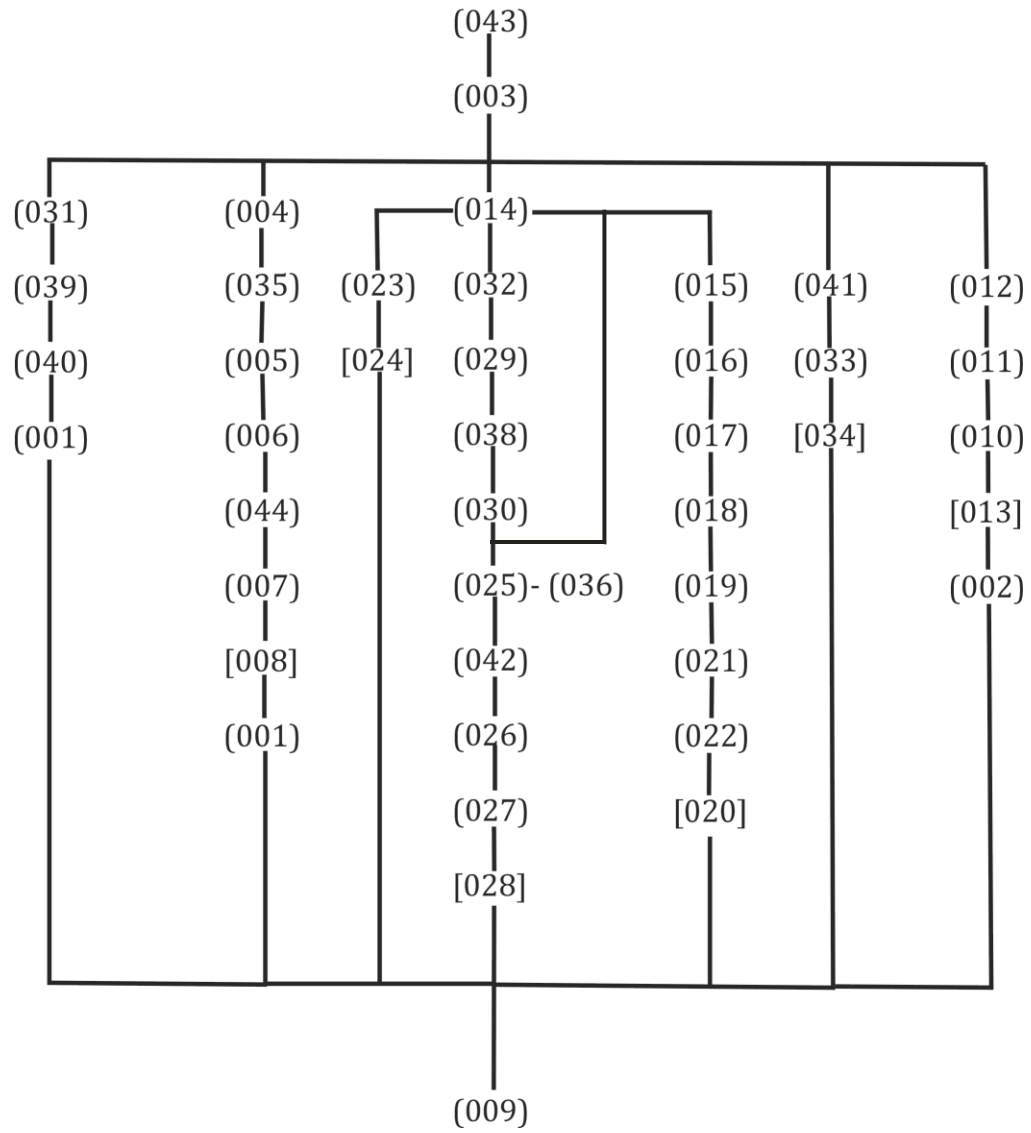 (043)
(003)
(031) (004) (014)
(039) (035) (023) (032) (015) (041) (012)
(040) (005) [024] (029) (016) (033) (011)
(001) (006) (038) (017) [034] (010)
(044) (030) (018) [013]
(007) (025)- (036) (019) (002)
[008] (042) (021)
(001) (026) (022)
(027) [020]
[028]
(009)